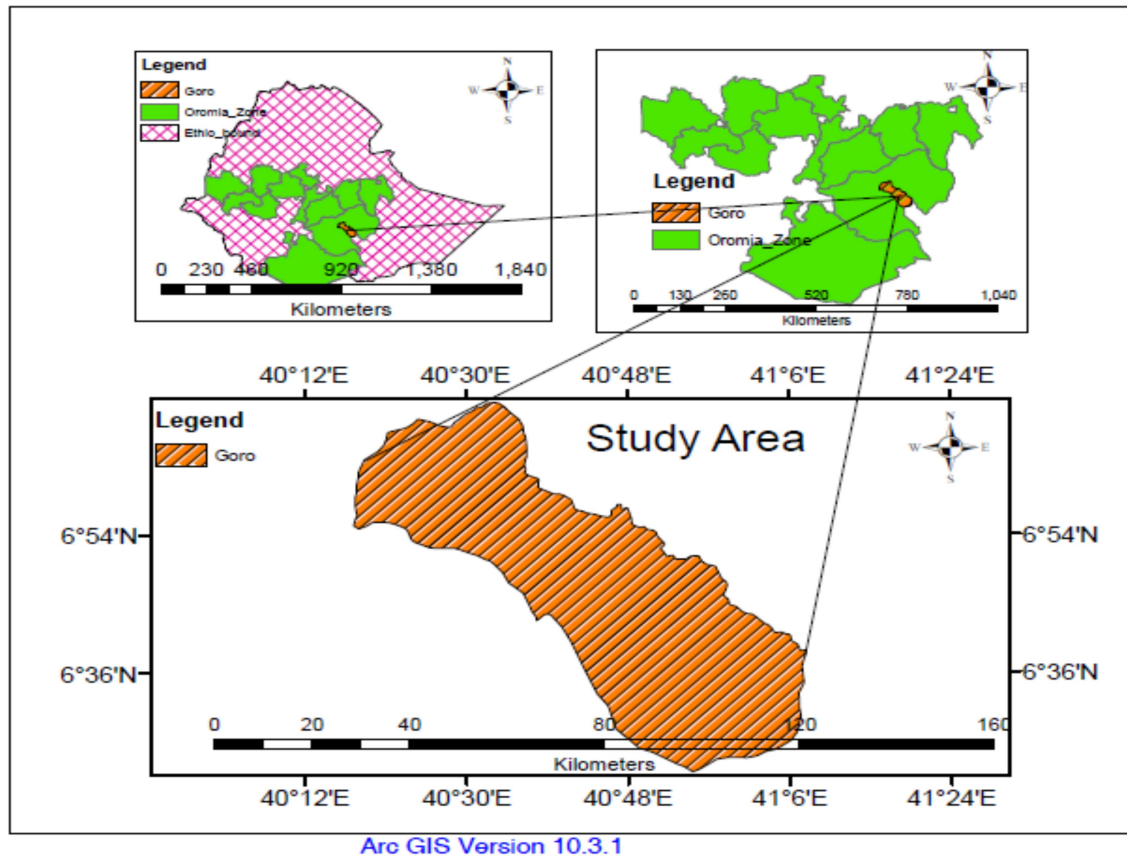 Legend
Goro
Oromia_Zone
Ethio_bound
N
W E
S
0 230 460 920 1,380 1,840
Kilometers
N
W E
S
Legend
Goro
Oromia_Zone
0 130 260 520 780 1,040
Kilometers
40°12'E 40°30'E 40°48'E 41°6'E 41°24'E
Legend
Goro
Study Area
N
W E
S
6°54'N 6°54'N
6°36'N 6°36'N
0 20 40 80 120 160
Kilometers
40°12'E 40°30'E 40°48'E 41°6'E 41°24'E
Arc GIS Version 10.3.1